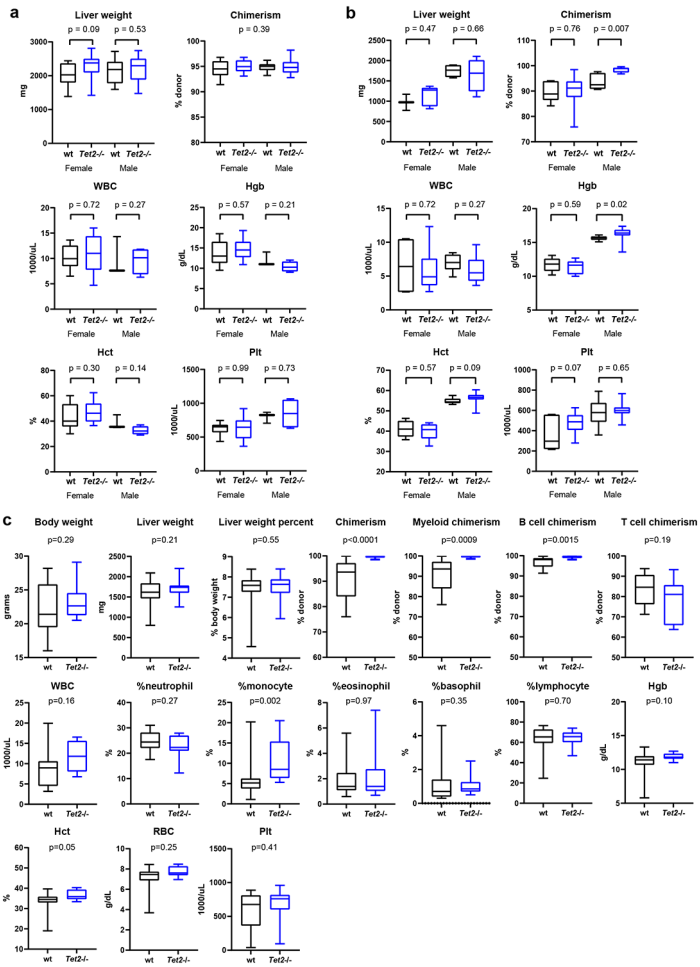 a
Liver weight
p = 0.09
p = 0.53
mg
3000
2000
1000
0
wt
Tet2-/-
wt
Tet2-/-
Female
Male
Chimerism
p = 0.39
% donor
100
95
90
85
80
75
wt
Tet2-/-
wt
Tet2-/-
Female
Male
WBC
p = 0.72
p = 0.27
1000/uL
20
15
10
5
0
wt
Tet2-/-
wt
Tet2-/-
Female
Male
Hgb
p = 0.57
p = 0.21
g/dL
25
20
15
10
5
0
wt
Tet2-/-
wt
Tet2-/-
Female
Male
Hct
p = 0.30
p = 0.14
%
80
60
40
20
0
wt
Tet2-/-
wt
Tet2-/-
Female
Male
Plt
p = 0.99
p = 0.73
1000/uL
1500
1000
500
0
wt
Tet2-/-
wt
Tet2-/-
Female
Male
b
Liver weight
p = 0.47
p = 0.66
mg
2500
2000
1500
1000
500
0
wt
Tet2-/-
wt
Tet2-/-
Female
Male
Chimerism
p = 0.76
p = 0.007
% donor
110
100
90
80
70
wt
Tet2-/-
wt
Tet2-/-
Female
Male
WBC
p = 0.72
p = 0.27
1000/uL
15
10
5
0
wt
Tet2-/-
wt
Tet2-/-
Female
Male
Hgb
p = 0.59
p = 0.02
g/dL
20
15
10
5
wt
Tet2-/-
wt
Tet2-/-
Female
Male
Hct
p = 0.57
p = 0.09
%
70
60
50
40
30
20
wt
Tet2-/-
wt
Tet2-/-
Female
Male
Plt
p = 0.07
p = 0.65
1000/uL
1000
800
600
400
200
0
wt
Tet2-/-
wt
Tet2-/-
Female
Male
c
Body weight
p=0.29
grams
30
25
20
15
wt
Tet2-/-
Liver weight
p=0.21
mg
3000
2500
2000
1500
1000
500
0
wt
Tet2-/-
Liver weight percent
p=0.55
% body weight
9
8
7
6
5
4
wt
Tet2-/-
Chimerism
p<0.0001
% donor
100
90
80
70
60
wt
Tet2-/-
Myeloid chimerism
p=0.0009
% donor
100
90
80
70
60
50
wt
Tet2-/-
B cell chimerism
p=0.0015
% donor
100
90
80
70
60
50
wt
Tet2-/-
T cell chimerism
p=0.19
% donor
100
90
80
70
60
50
wt
Tet2-/-
WBC
p=0.16
1000/uL
25
20
15
10
5
0
wt
Tet2-/-
%neutrophil
p=0.27
%
40
30
20
10
0
wt
Tet2-/-
%monocyte
p=0.002
%
25
20
15
10
5
0
wt
Tet2-/-
%eosinophil
p=0.97
%
8
6
4
2
0
wt
Tet2-/-
%basophil
p=0.35
%
6
4
2
0
wt
Tet2-/-
%lymphocyte
p=0.70
%
100
80
60
40
20
0
wt
Tet2-/-
Hgb
p=0.10
g/dL
25
20
15
10
5
wt
Tet2-/-
Hct
p=0.05
%
60
50
40
30
20
10
wt
Tet2-/-
RBC
p=0.25
g/dL
10
8
6
4
2
0
wt
Tet2-/-
Plt
p=0.41
1000/uL
1500
1000
500
0
wt
Tet2-/-